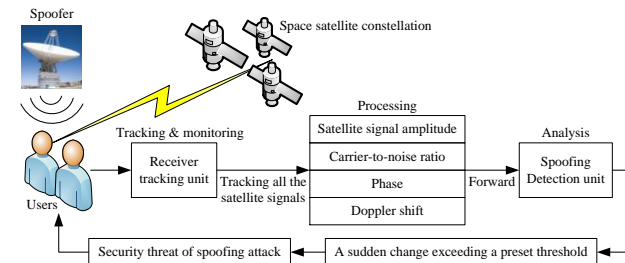 Spoofer
Space satellite constellation
Processing
Tracking & monitoring
Satellite signal amplitude
Analysis
Receiver
tracking unit
Carrier-to-noise ratio
Spoofing
Detection unit
Tracking all the
satellite signals
Phase
Forward
Users
Doppler shift
Security threat of spoofing attack
A sudden change exceeding a preset threshold